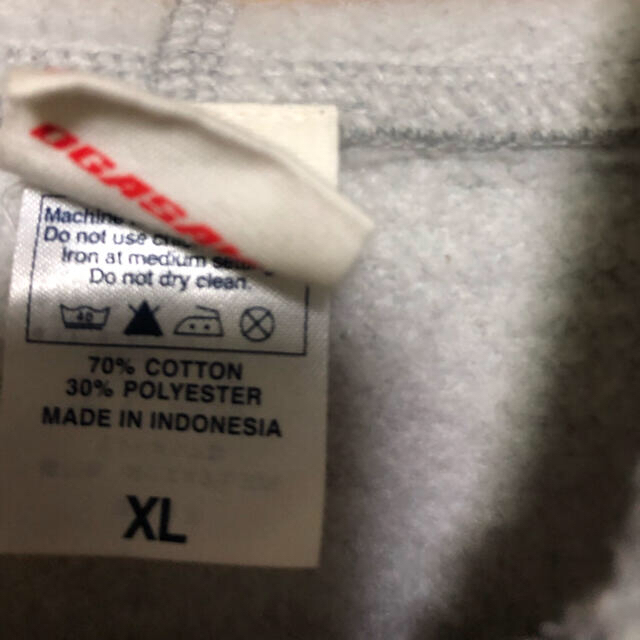 Machine
Do not use
Iron at medium
Do not dry clean.
40
70% COTTON
30% POLYESTER
MADE IN INDONESIA
XL